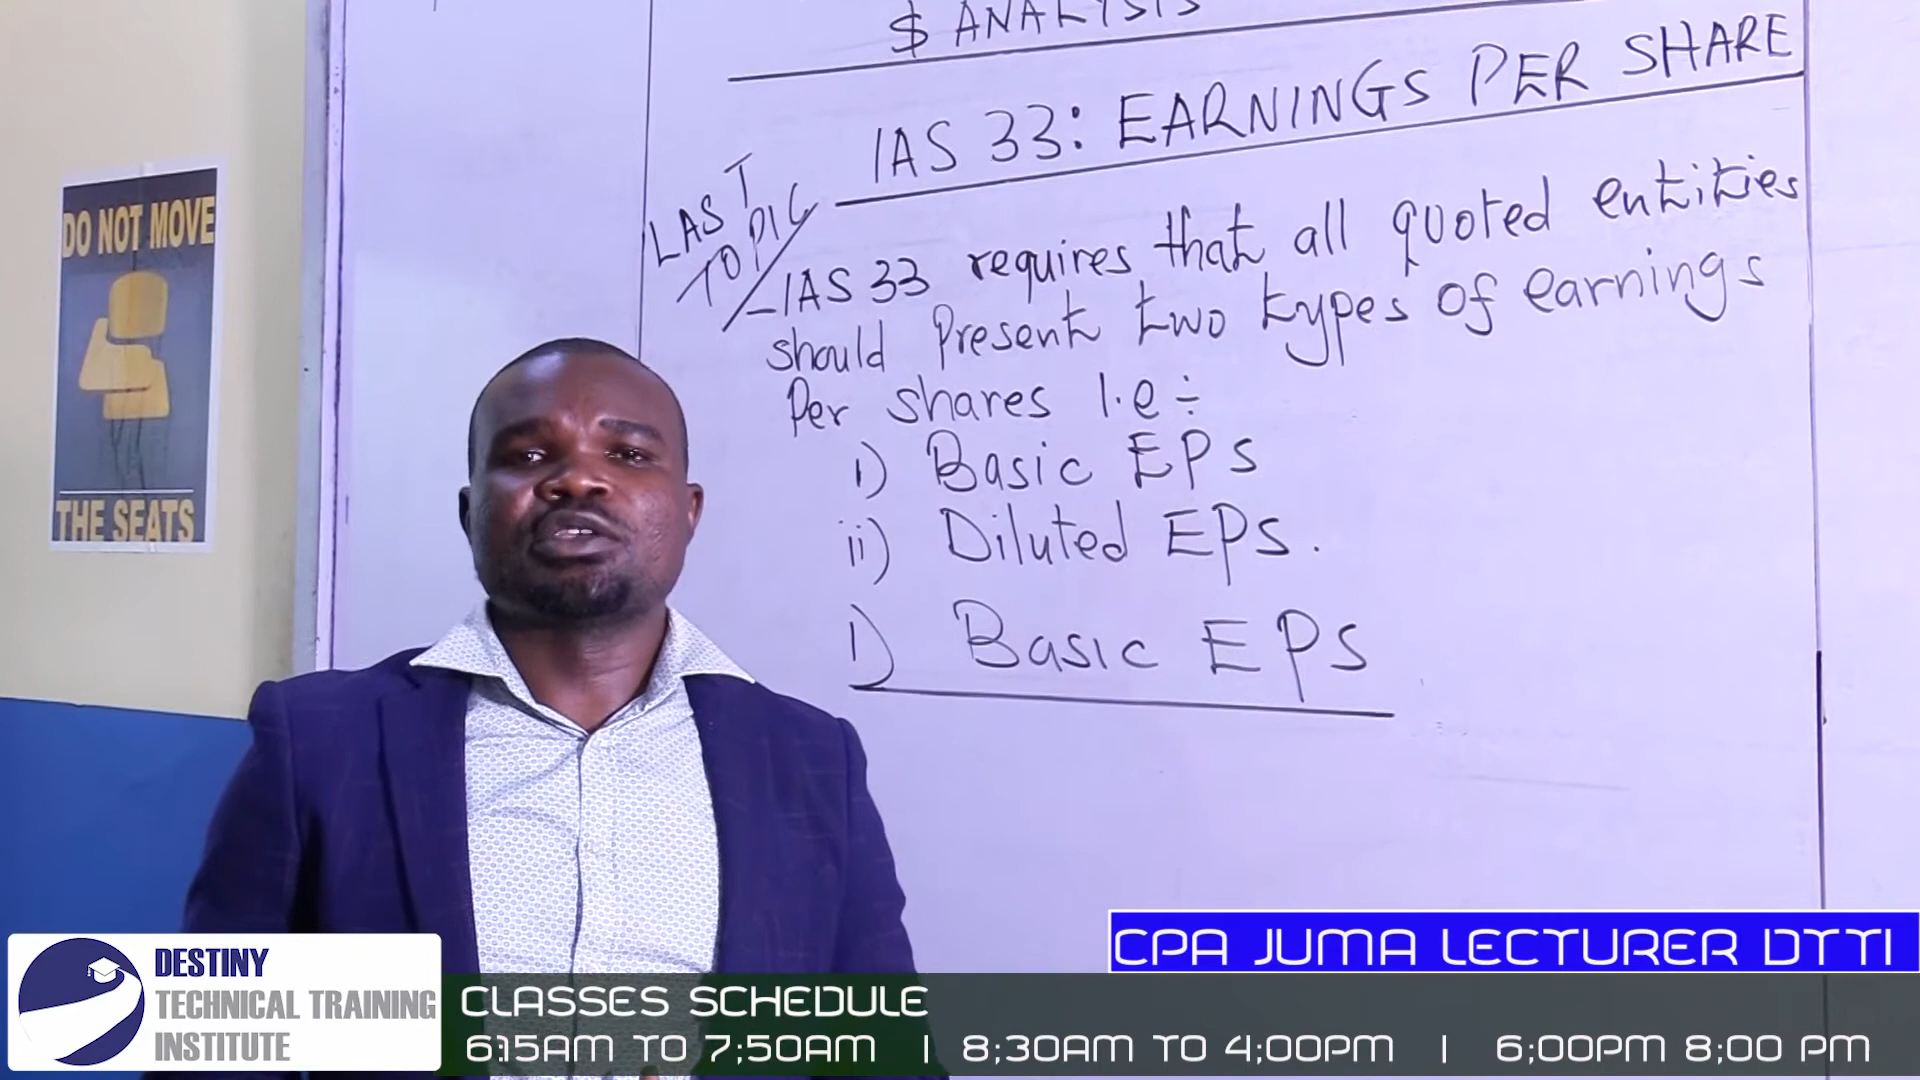 $ ANALYSIS
IAS 33: EARNINGS PER SHARE
LAST
TOPIC
-IAS 33 requires that all quoted entities
should Present two types of earnings
Per shares i.e ÷
i) Basic EPS
ii) Diluted EPS.
1) Basic EPS
DO NOT MOVE
THE SEATS
CPA JUMA LECTURER DTTI
DESTINY
TECHNICAL TRAINING
INSTITUTE
CLASSES SCHEDULE
6:15AM TO 7;50AM | 8;30AM TO 4;00PM | 6;00PM 8;00 PM